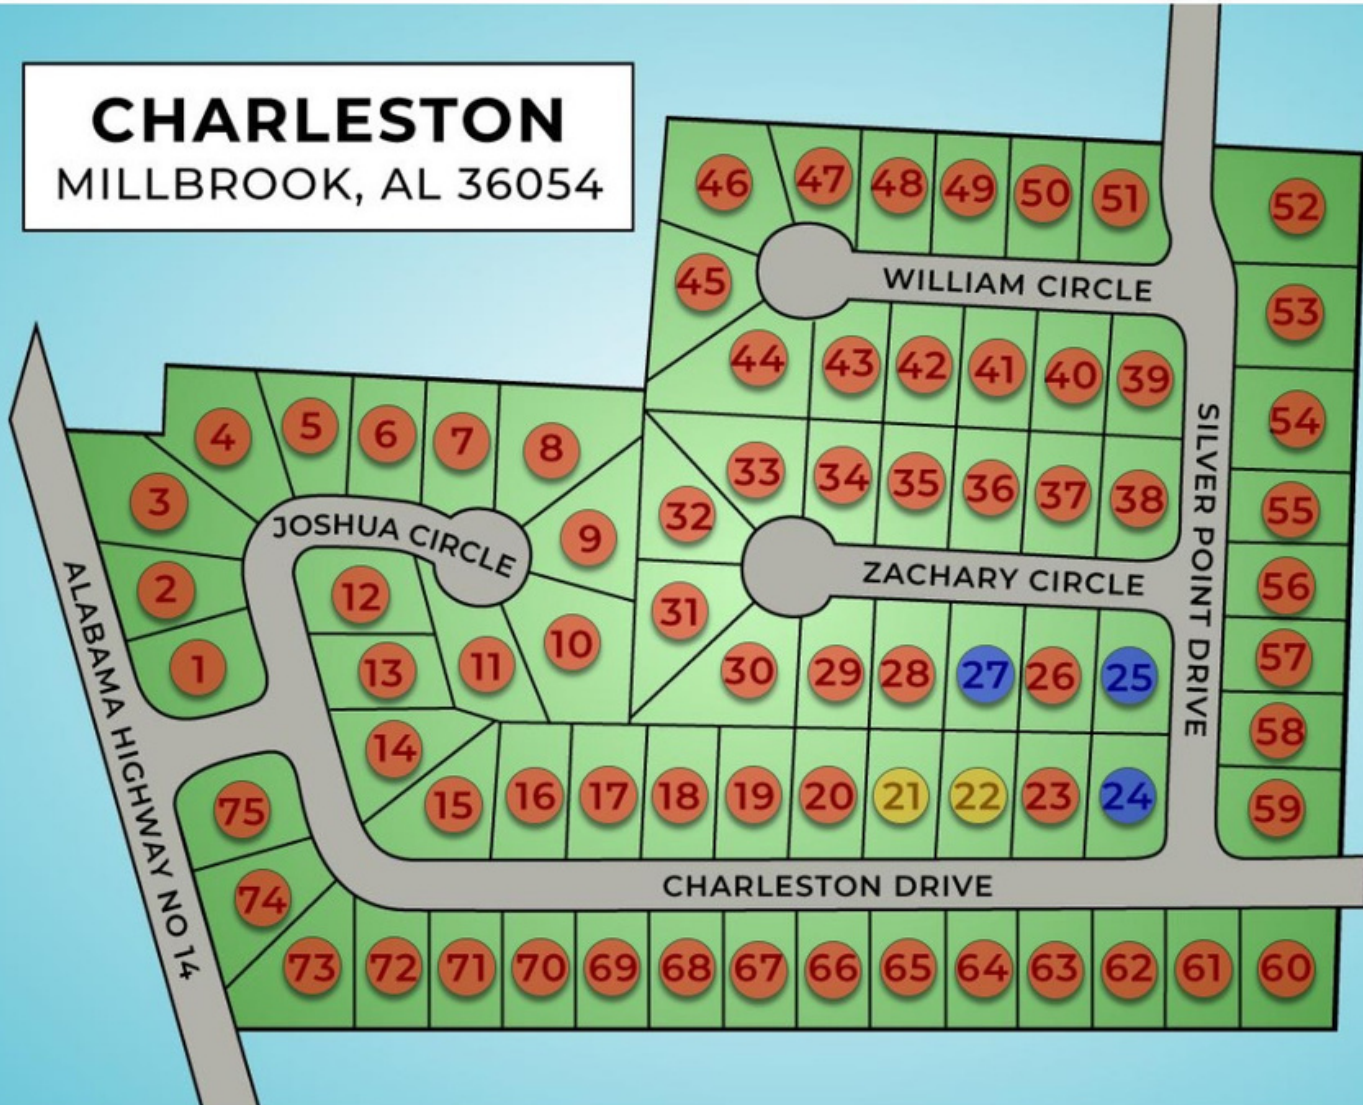 CHARLESTON
MILLBROOK, AL 36054
46 47 48 49 50 51 52
45
WILLIAM CIRCLE
53
44 43 42 41 40 39
54
SILVER POINT DRIVE
4 5 6 7 8
33 34 35 36 37 38
3
32
55
JOSHUA CIRCLE
9
2
12
ZACHARY CIRCLE
56
ALABAMA HIGHWAY NO 14
31
1
13
11
10
30 29 28 27 26 25
57
14
58
75
15 16 17 18 19 20 21 22 23 24
59
CHARLESTON DRIVE
74
73 72 71 70 69 68 67 66 65 64 63 62 61 60